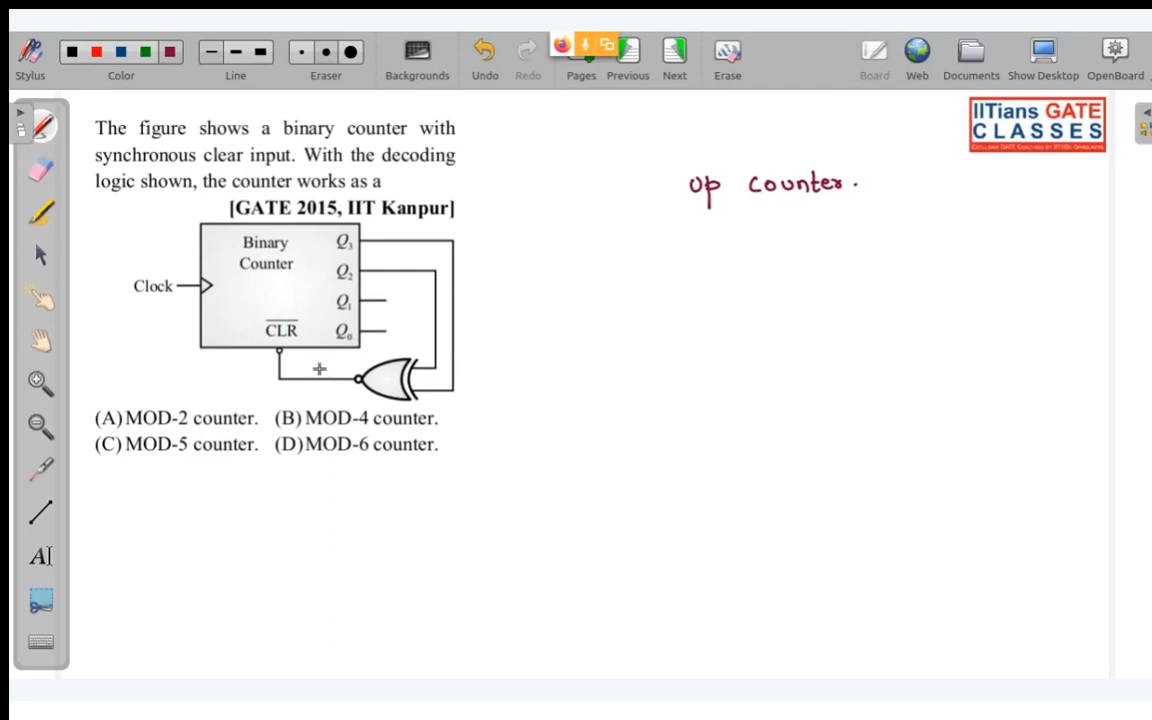 Stylus Color Line Eraser Backgrounds Undo Redo Pages Previous Next Erase Board Web Documents Show Desktop OpenBoard
IITians GATE
CLASSES
The figure shows a binary counter with
synchronous clear input. With the decoding
logic shown, the counter works as a
[GATE 2015, IIT Kanpur]
up counter.
Binary
Counter
Q3
Q2
Clock
Q1
CLR
Q0
(A) MOD-2 counter. (B) MOD-4 counter.
(C) MOD-5 counter. (D) MOD-6 counter.
AI